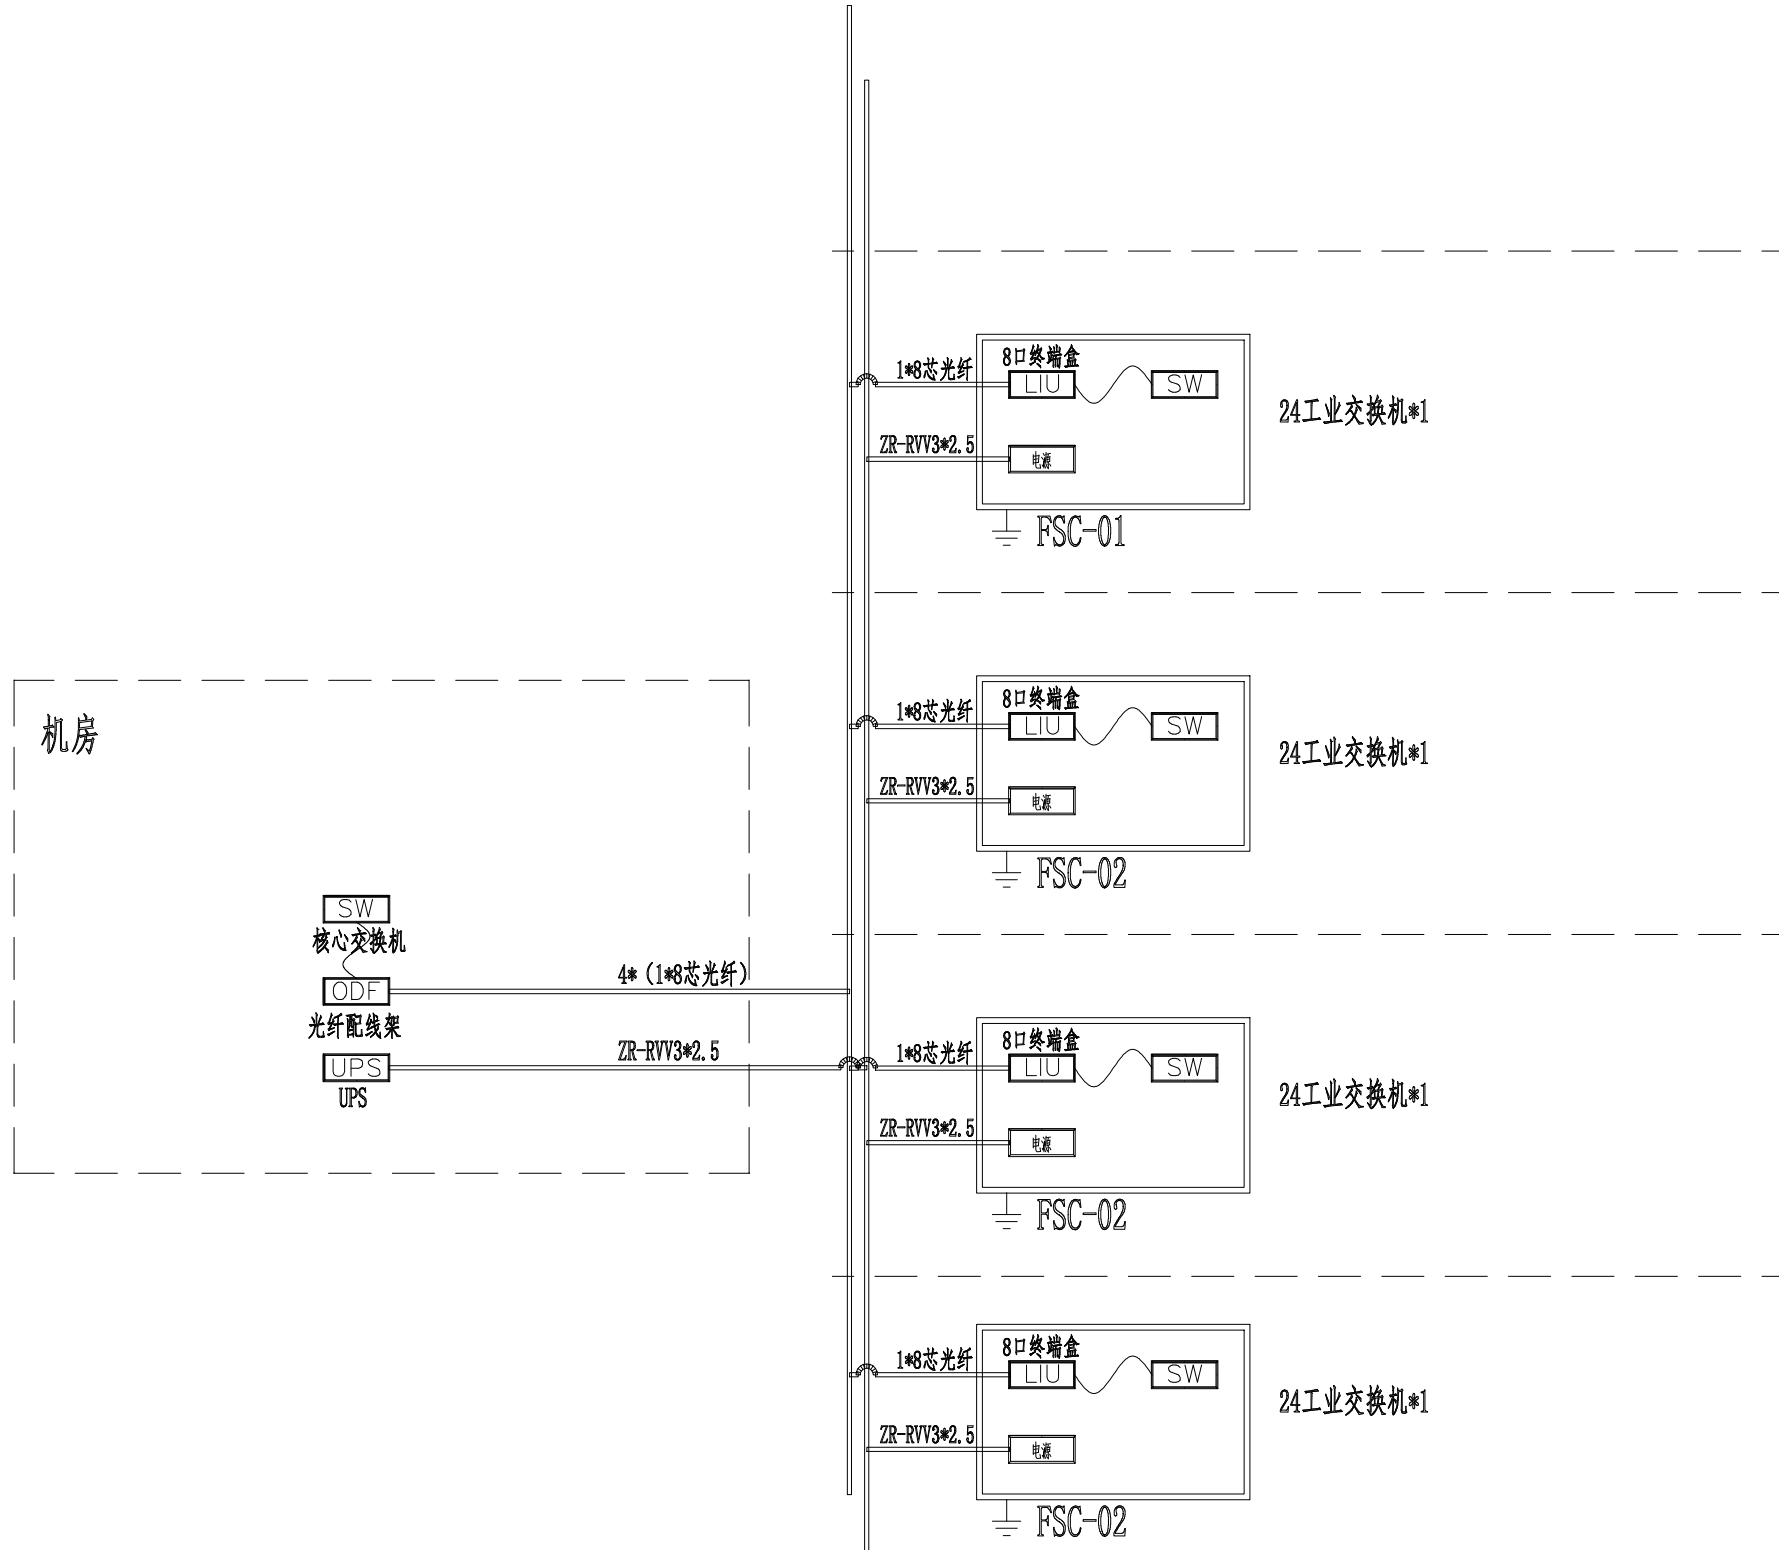 1*8芯光纤
8口终端盒
LIU
SW
24工业交换机*1
ZR-RVV3*2.5
电源
FSC-01
机房
1*8芯光纤
8口终端盒
LIU
SW
24工业交换机*1
ZR-RVV3*2.5
电源
FSC-02
SW
核心交换机
4*（1*8芯光纤）
ODF
光纤配线架
ZR-RVV3*2.5
UPS
UPS
1*8芯光纤
8口终端盒
LIU
SW
24工业交换机*1
ZR-RVV3*2.5
电源
FSC-02
1*8芯光纤
8口终端盒
LIU
SW
24工业交换机*1
ZR-RVV3*2.5
电源
FSC-02